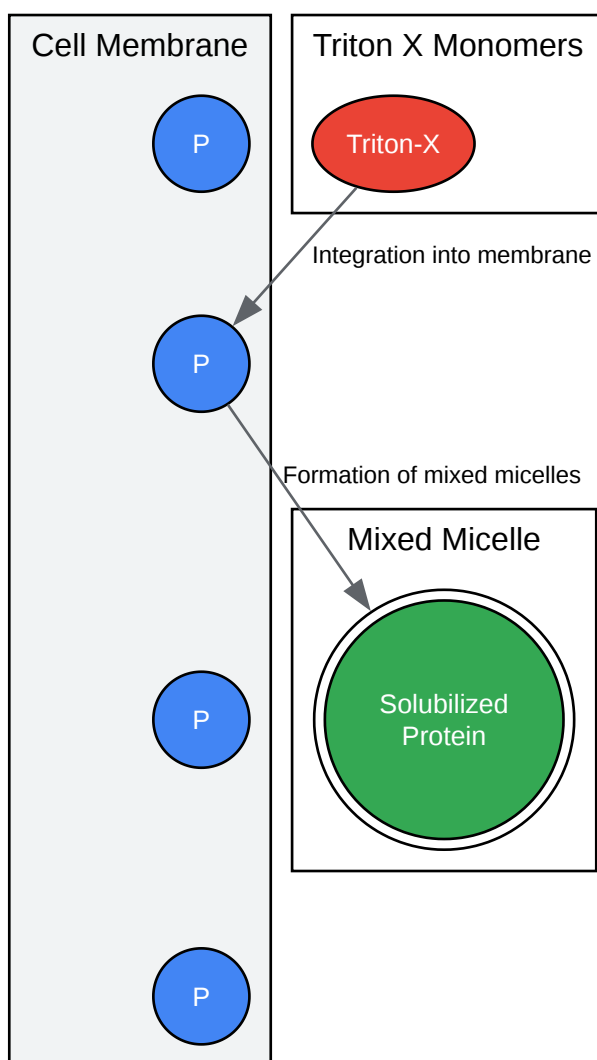 Cell Membrane
Triton X Monomers
P
Triton-X
Integration into membrane
P
Formation of mixed micelles
Mixed Micelle
P
Solubilized
Protein
P